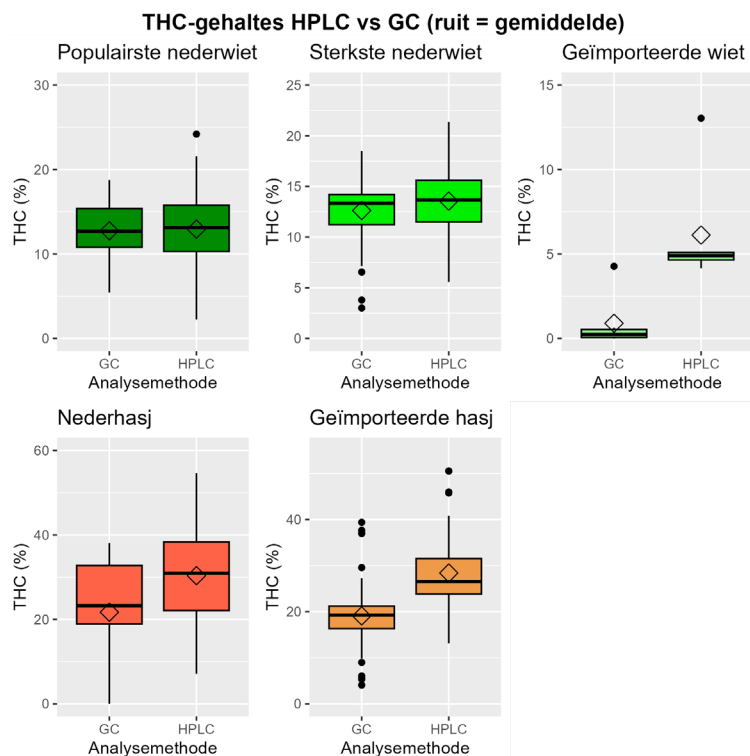 THC-gehaltes HPLC vs GC (ruit = gemiddelde)
Populairste nederwiet
Sterkste nederwiet
Geïmporteerde wiet
30
20
10
0
THC (%)
GC
HPLC
Analysemethode
25
20
15
10
5
0
THC (%)
GC
HPLC
Analysemethode
15
10
5
0
THC (%)
GC
HPLC
Analysemethode
Nederhasj
Geïmporteerde hasj
60
40
20
0
THC (%)
GC
HPLC
Analysemethode
40
20
0
THC (%)
GC
HPLC
Analysemethode